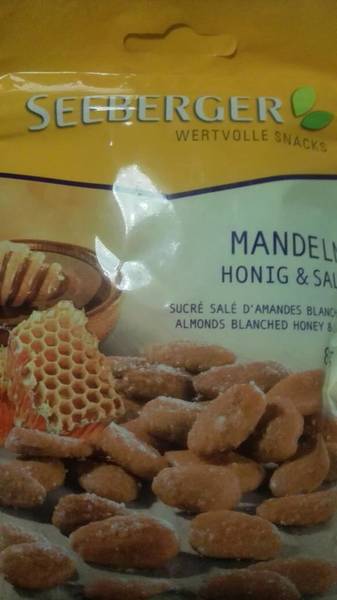 SEEBERGER
WERTVOLLE SNACKS
MANDELN
HONIG & SAL
SUCRÉ SALÉ D'AMANDES BLANCH
ALMONDS BLANCHED HONEY &